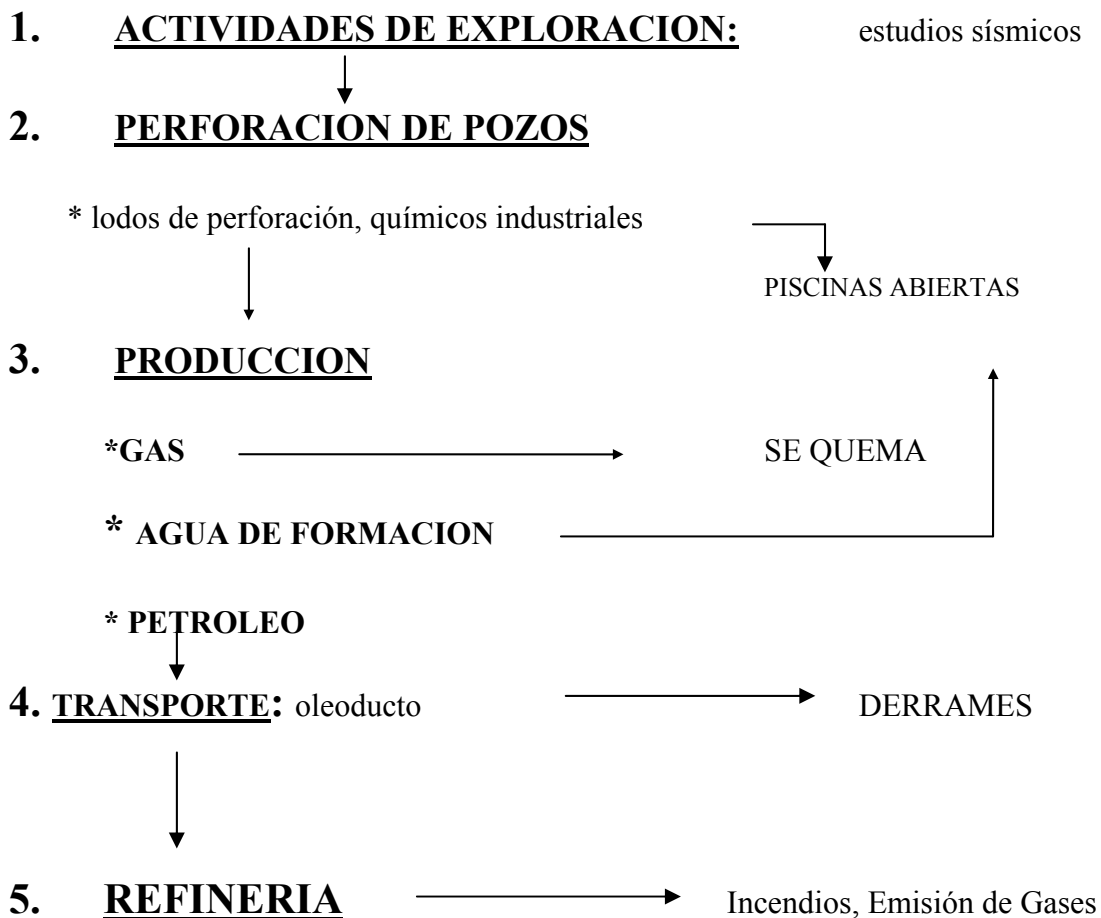 1. ACTIVIDADES DE EXPLORACION: estudios sísmicos
2. PERFORACION DE POZOS
* lodos de perforación, químicos industriales
PISCINAS ABIERTAS
3. PRODUCCION
*GAS SE QUEMA
* AGUA DE FORMACION
* PETROLEO
4. TRANSPORTE: oleoducto DERRAMES
5. REFINERIA Incendios, Emisión de Gases